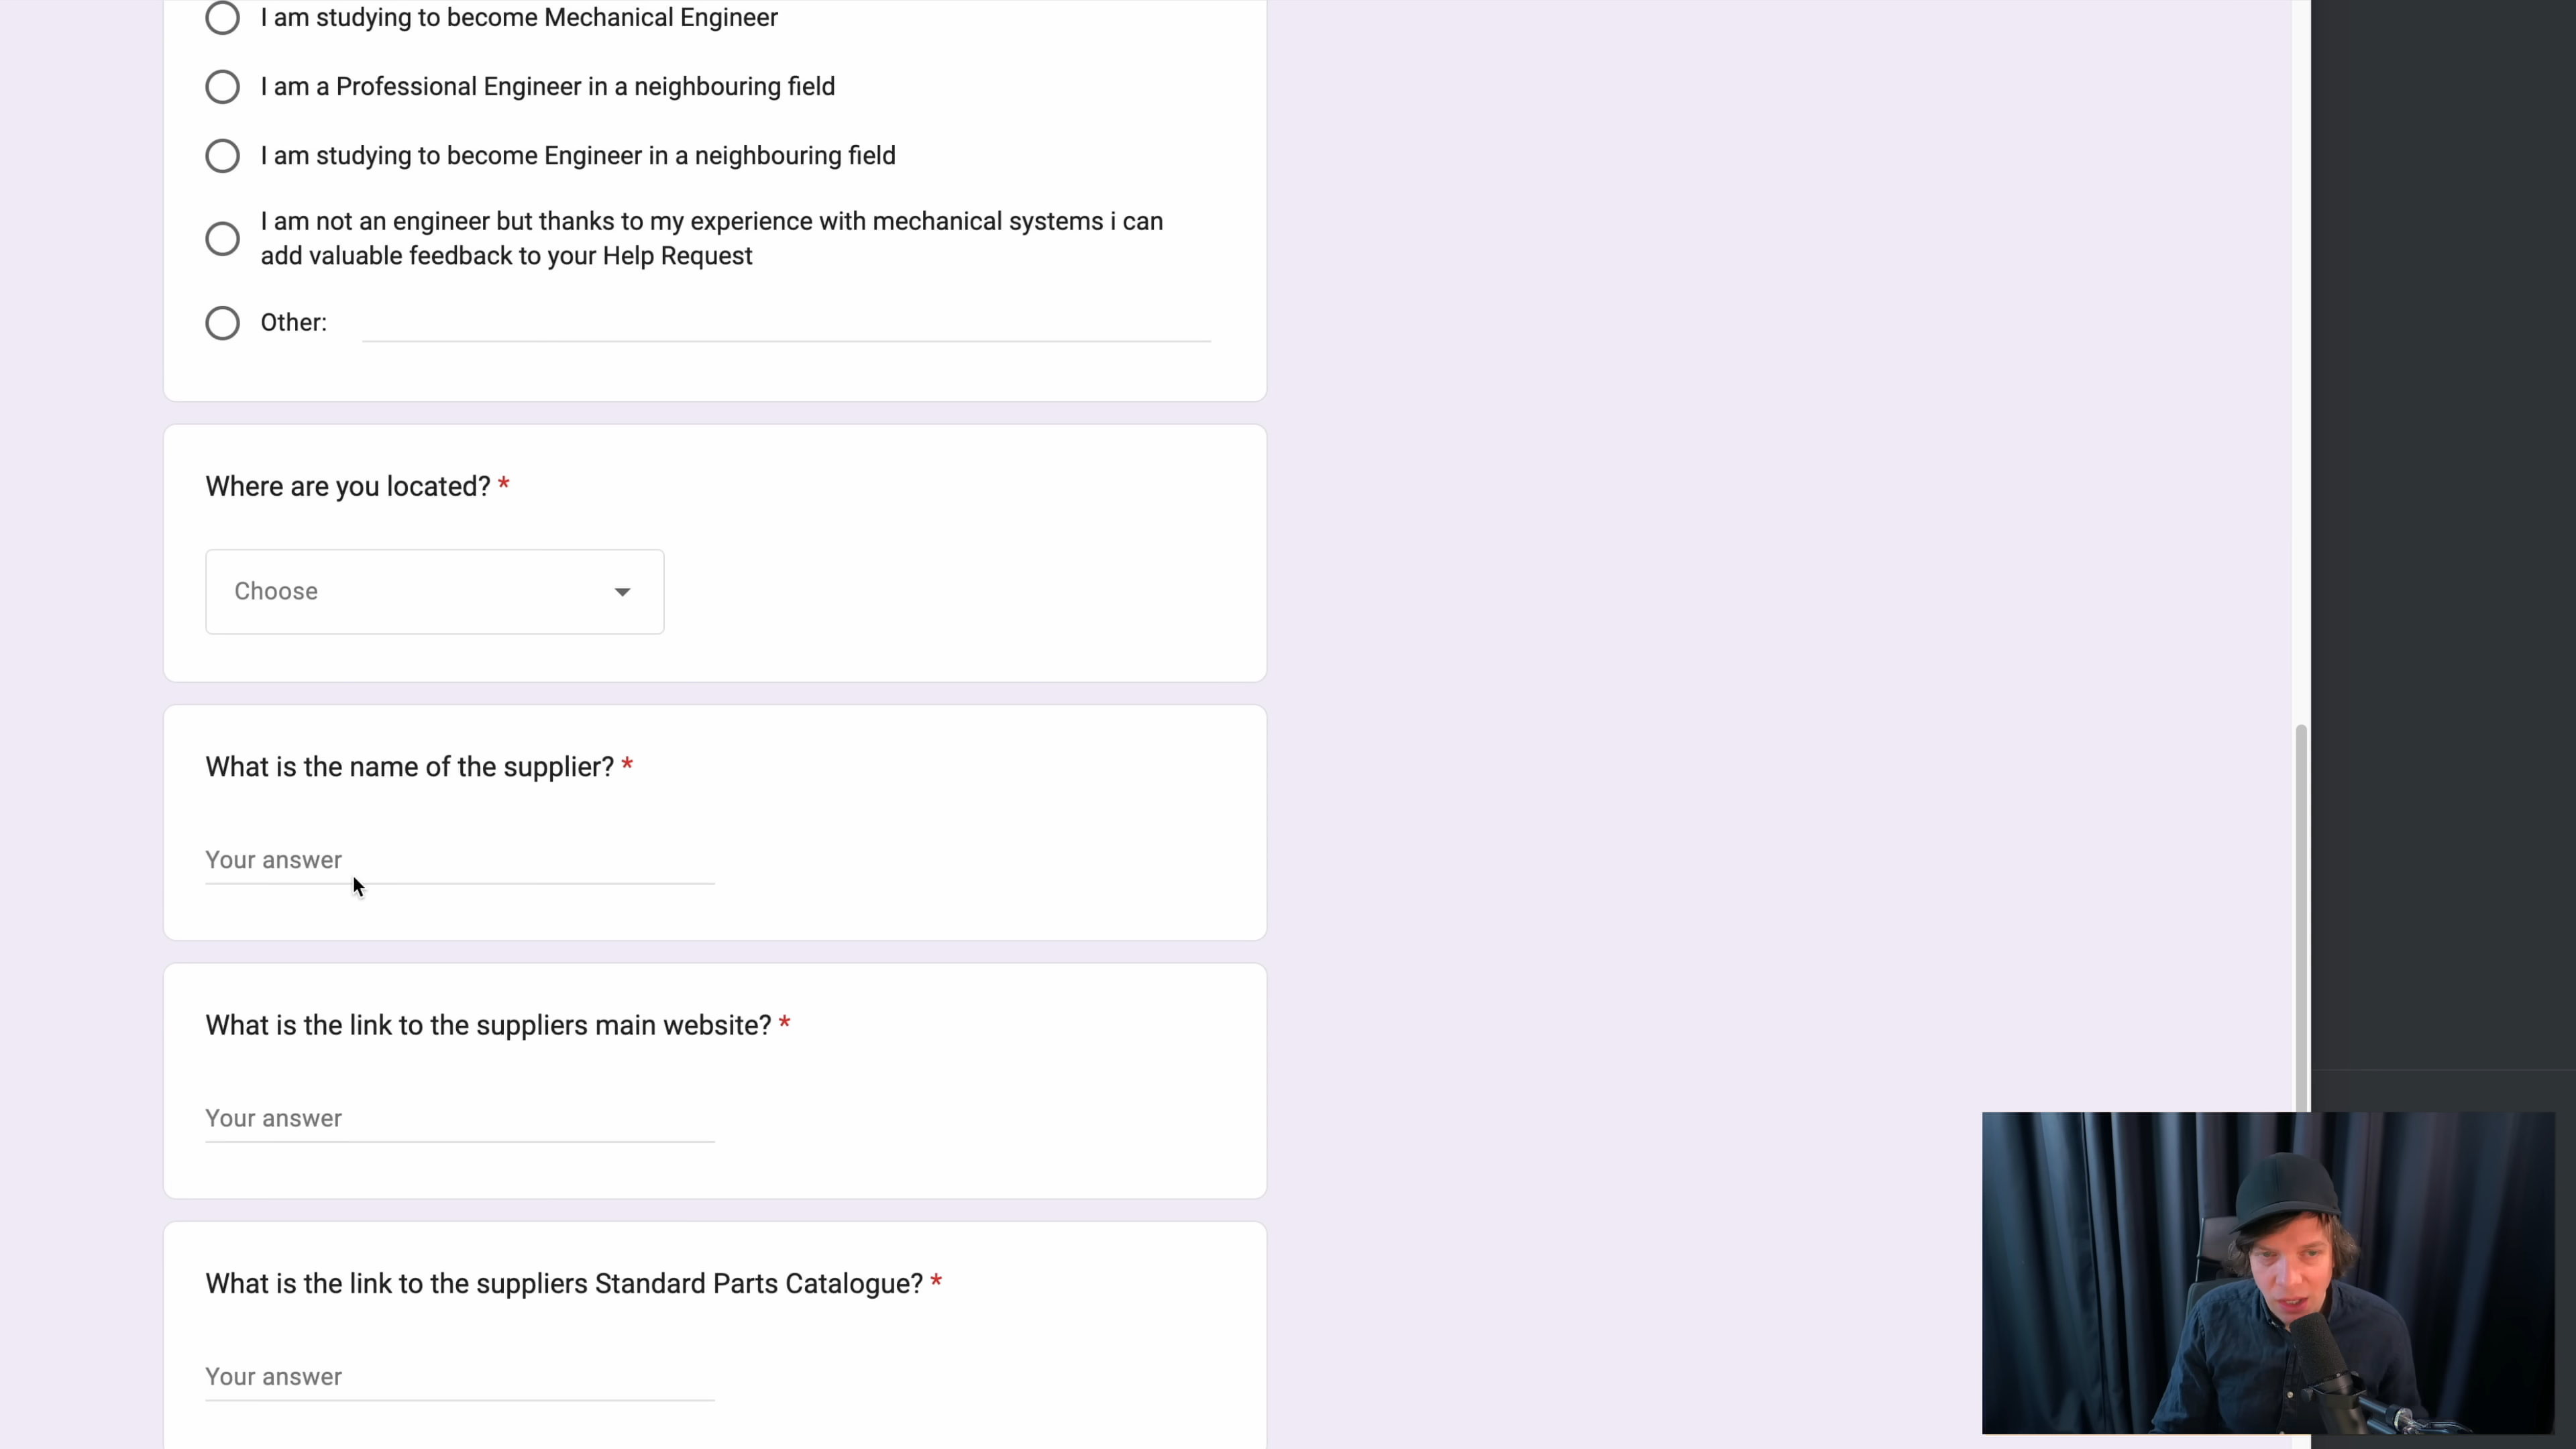 I am studying to become Mechanical Engineer
I am a Professional Engineer in a neighbouring field
I am studying to become Engineer in a neighbouring field
I am not an engineer but thanks to my experience with mechanical systems i can
add valuable feedback to your Help Request
Other:
Where are you located? *
Choose
What is the name of the supplier? *
Your answer
What is the link to the suppliers main website? *
Your answer
What is the link to the suppliers Standard Parts Catalogue? *
Your answer